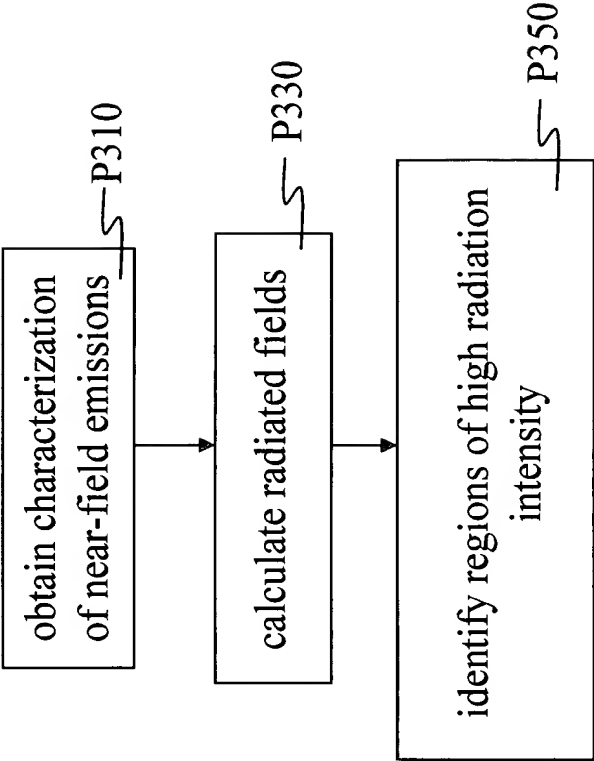 obtain characterization
of near-field emissions
P310
calculate radiated fields
P330
identify regions of high radiation
intensity
P350